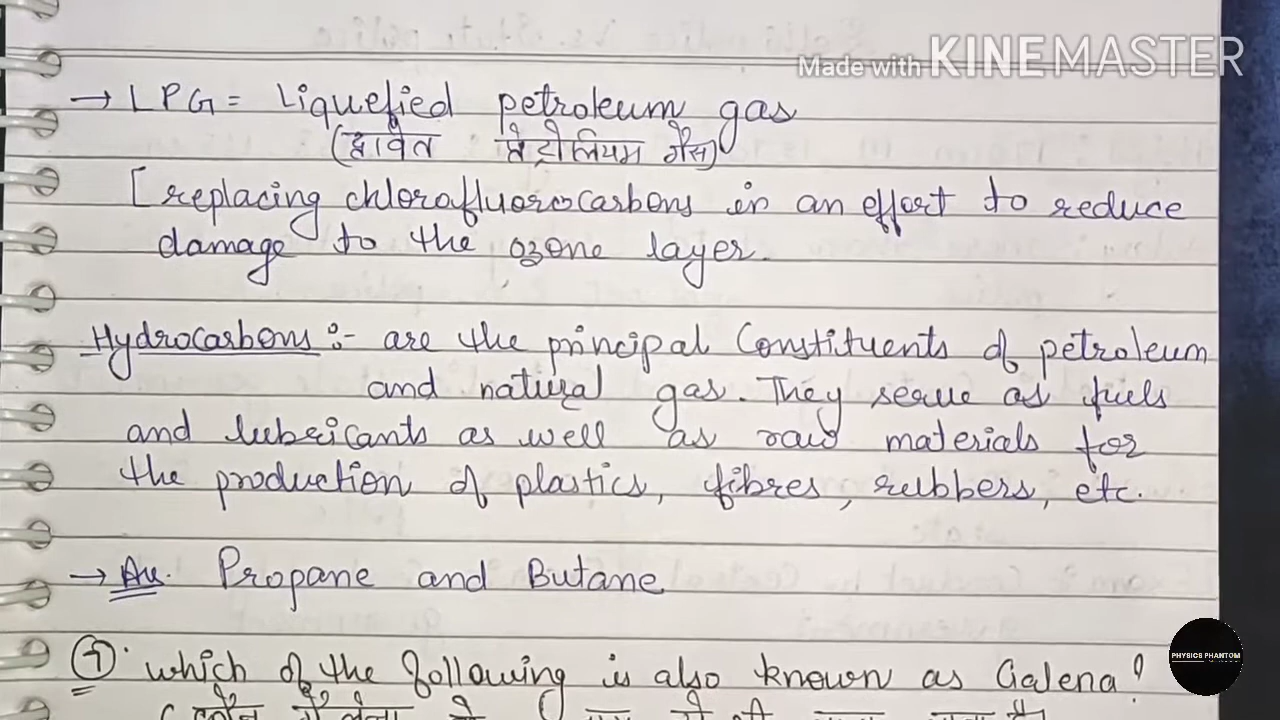 Made with KINEMASTER
→ LPG = Liquefied petroleum gas
(द्रावित पेट्रोलियम गैस)
[replacing chlorafluorocarbons in an effort to reduce
damage to the ozone layer.
Hydrocarbons :- are the principal Constituents of petroleum
and natural gas. They serve as fuels
and lubricants as well as raw materials for
the production of plastics, fibres, rubbers, etc.
→ Au. Propane and Butane
7. which of the following is also known as Galena?
PHYSICS PHANTOM